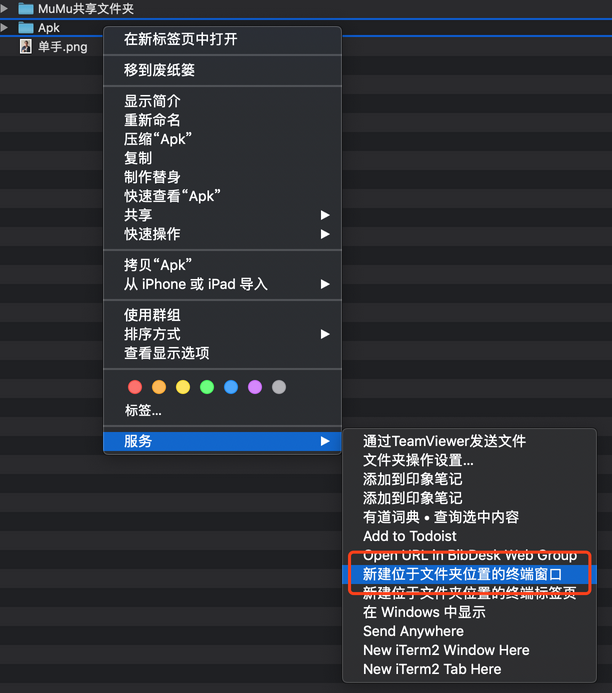 MuMu共享文件夹
Apk
单手.png
在新标签页中打开
移到废纸篓
显示简介
重新命名
压缩“Apk”
复制
制作替身
快速查看“Apk”
共享
快速操作
拷贝“Apk”
从 iPhone 或 iPad 导入
使用群组
排序方式
查看显示选项
标签...
服务
通过TeamViewer发送文件
文件夹操作设置...
添加到印象笔记
添加到印象笔记
有道词典 • 查询选中内容
Add to Todoist
Open URL in BibDesk Web Group
新建位于文件夹位置的终端窗口
新建位于文件夹位置的终端标签页
在 Windows 中显示
Send Anywhere
New iTerm2 Window Here
New iTerm2 Tab Here